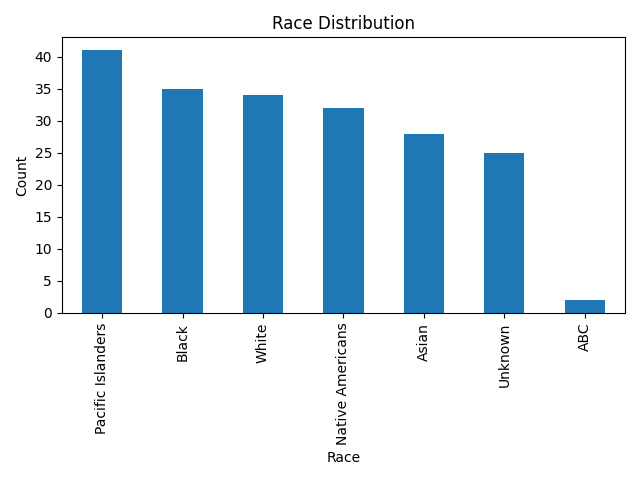 Race Distribution
Count
40
35
30
25
20
15
10
5
0
Pacific Islanders
Black
White
Native Americans
Asian
Unknown
ABC
Race